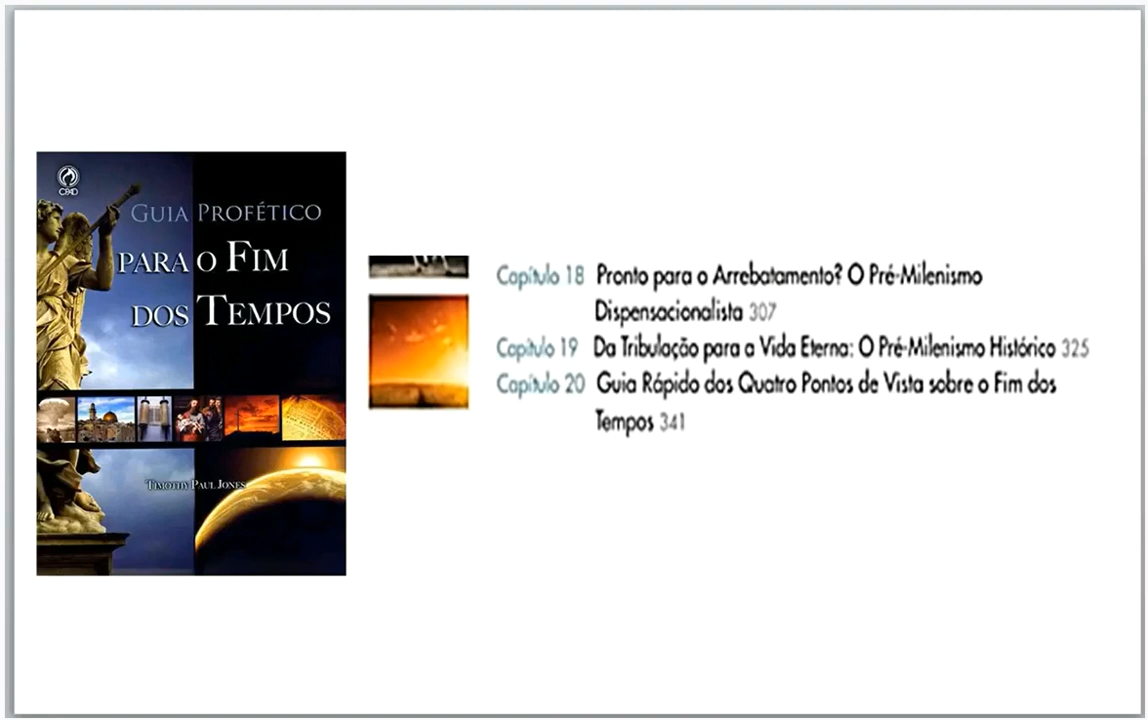 CPAD
GUIA PROFÉTICO
PARA O FIM
DOS TEMPOS
TIMOTHY PAUL JONES
Capítulo 18 Pronto para o Arrebatamento? O Pré-Milenismo
Dispensacionalista 307
Capítulo 19 Da Tribulação para a Vida Eterna: O Pré-Milenismo Histórico 325
Capítulo 20 Guia Rápido dos Quatro Pontos de Vista sobre o Fim dos
Tempos 341